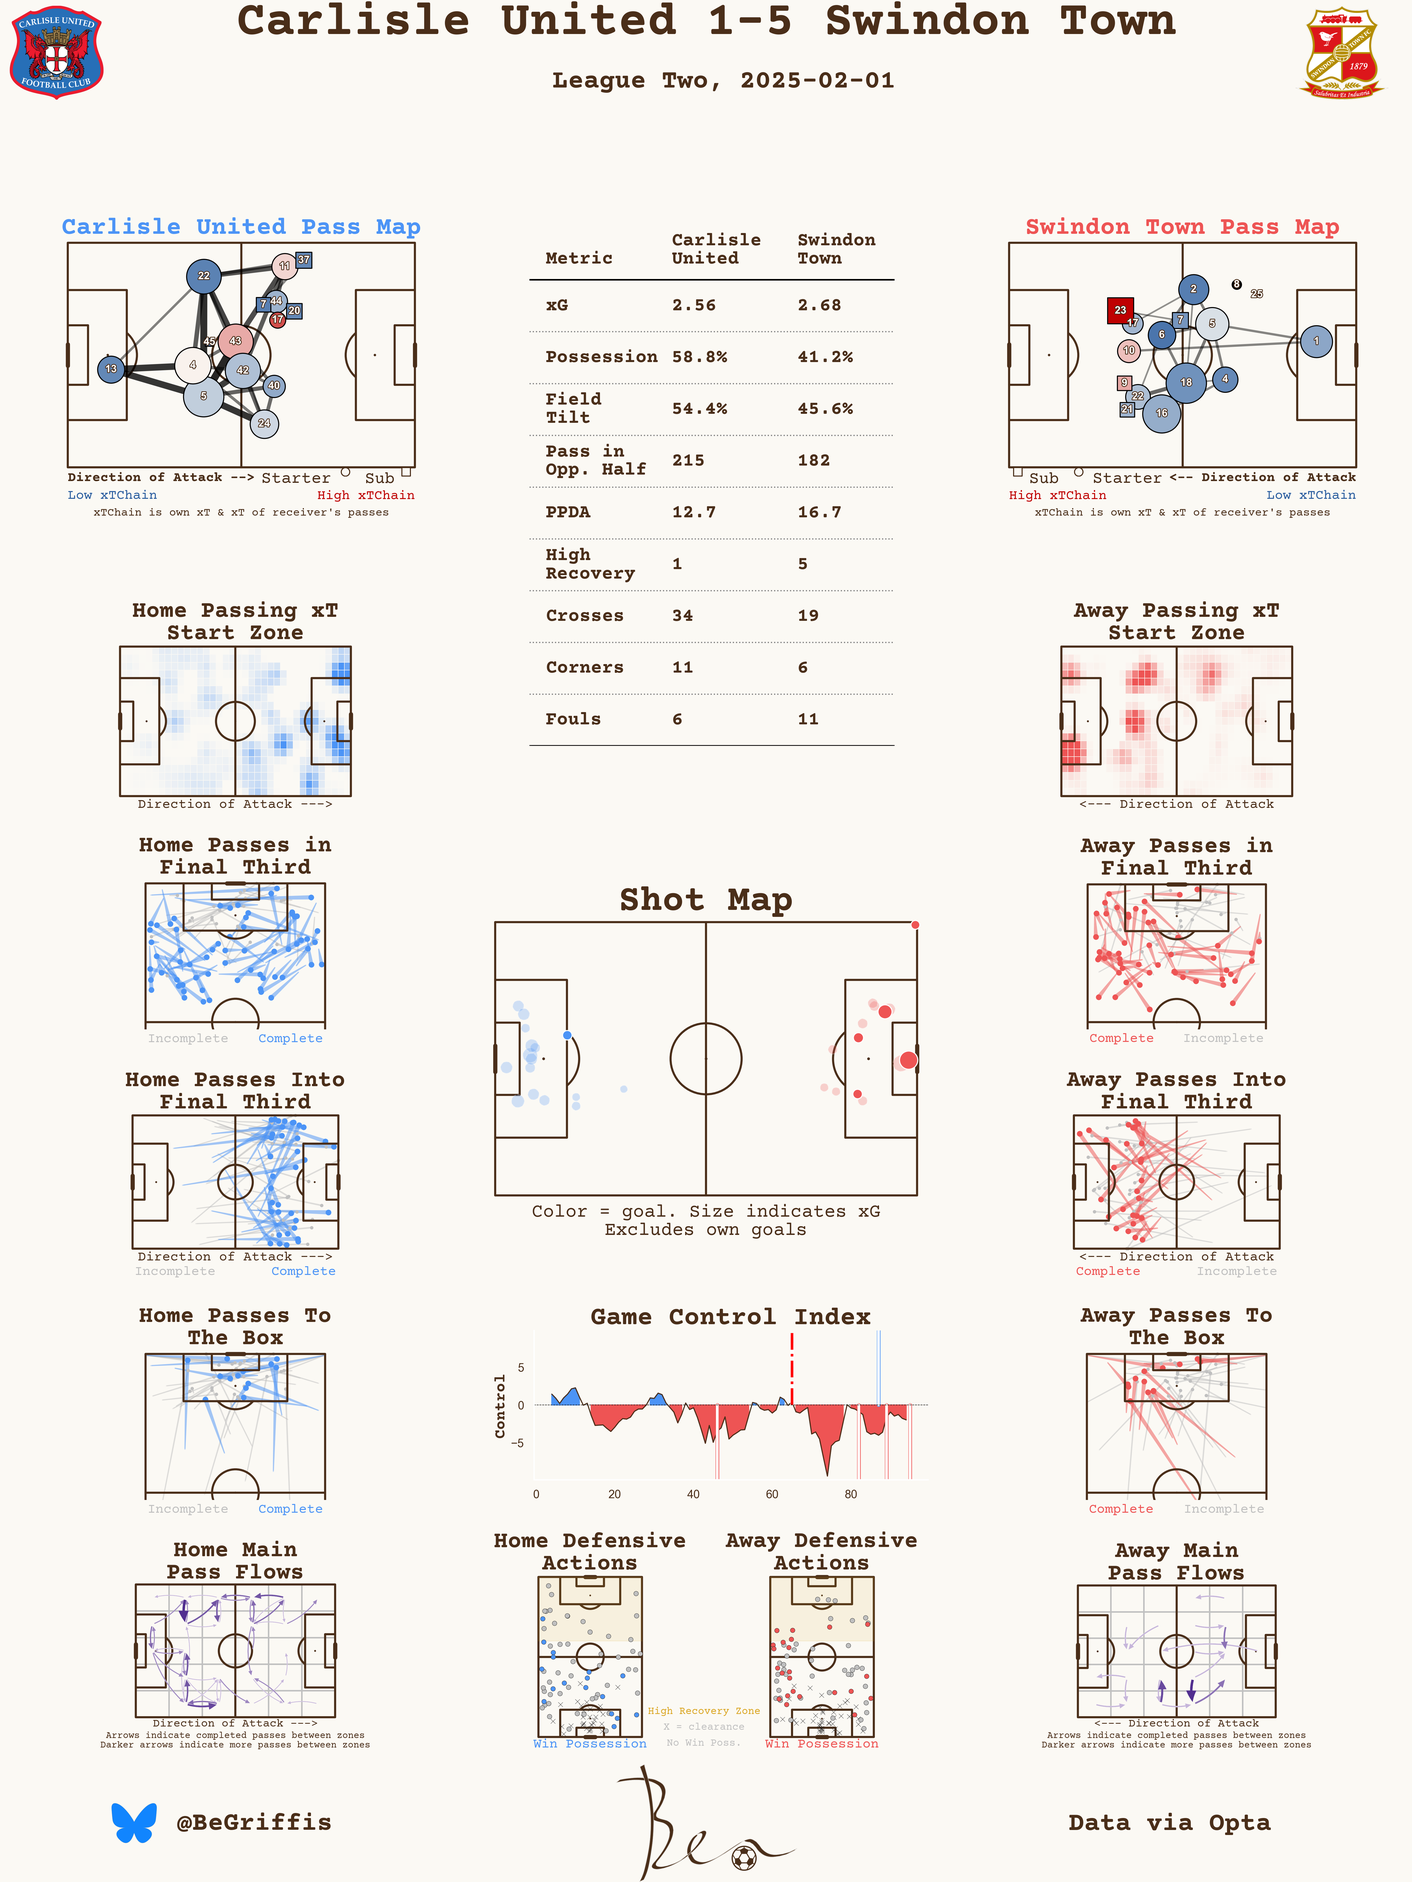 Carlisle United 1-5 Swindon Town
League Two, 2025-02-01
CARLISLE UNITED
FOOTBALL CLUB
SWINDON TOWN FC
1879
Salubritas Et Industria
Carlisle United Pass Map
22
11
37
7
44
20
17
45
43
13
4
42
5
40
24
Direction of Attack --> Starter Sub
Low xTChain High xTChain
xTChain is own xT & xT of receiver's passes
Metric Carlisle United Swindon Town
xG 2.56 2.68
Possession 58.8% 41.2%
Field Tilt 54.4% 45.6%
Pass in Opp. Half 215 182
PPDA 12.7 16.7
High Recovery 1 5
Crosses 34 19
Corners 11 6
Fouls 6 11
Swindon Town Pass Map
2
8
25
23
17
7
5
6
10
1
9
18
4
22
21
16
Sub Starter <-- Direction of Attack
High xTChain Low xTChain
xTChain is own xT & xT of receiver's passes
Home Passing xT
Start Zone
Direction of Attack --->
Away Passing xT
Start Zone
<--- Direction of Attack
Home Passes in
Final Third
Incomplete Complete
Away Passes in
Final Third
Complete Incomplete
Shot Map
Color = goal. Size indicates xG
Excludes own goals
Home Passes Into
Final Third
Direction of Attack --->
Incomplete Complete
Away Passes Into
Final Third
<--- Direction of Attack
Complete Incomplete
Home Passes To
The Box
Incomplete Complete
Game Control Index
Control
5
0
−5
0 20 40 60 80
Away Passes To
The Box
Complete Incomplete
Home Main
Pass Flows
Direction of Attack --->
Arrows indicate completed passes between zones
Darker arrows indicate more passes between zones
Home Defensive
Actions
Win Possession
High Recovery Zone
X = clearance
No Win Poss.
Away Defensive
Actions
Win Possession
Away Main
Pass Flows
<--- Direction of Attack
Arrows indicate completed passes between zones
Darker arrows indicate more passes between zones
@BeGriffis
Ben
Data via Opta